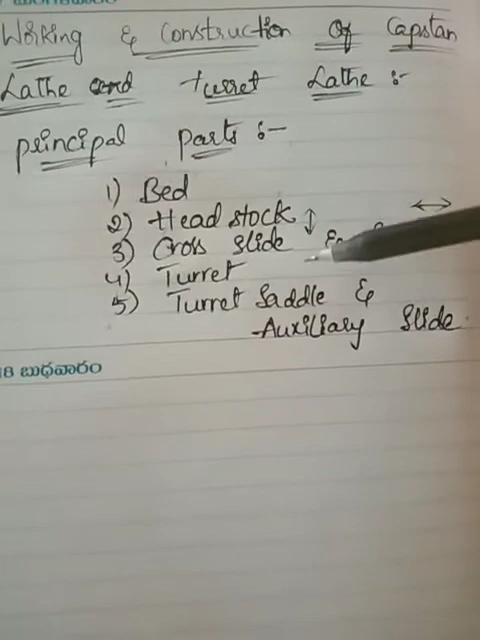 Working & Construction Of Capstan
Lathe and turret Lathe :-
principal parts :-
1) Bed
2) Head stock
3) Cross slide &
4) Turret
5) Turret Saddle &
Auxiliary Slide.
18 బుధవారం